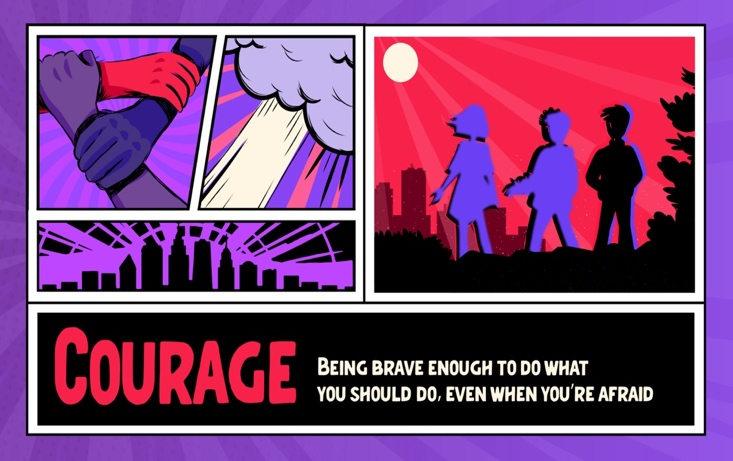 COURAGE
BEING BRAVE ENOUGH TO DO WHAT
YOU SHOULD DO, EVEN WHEN YOU'RE AFRAID